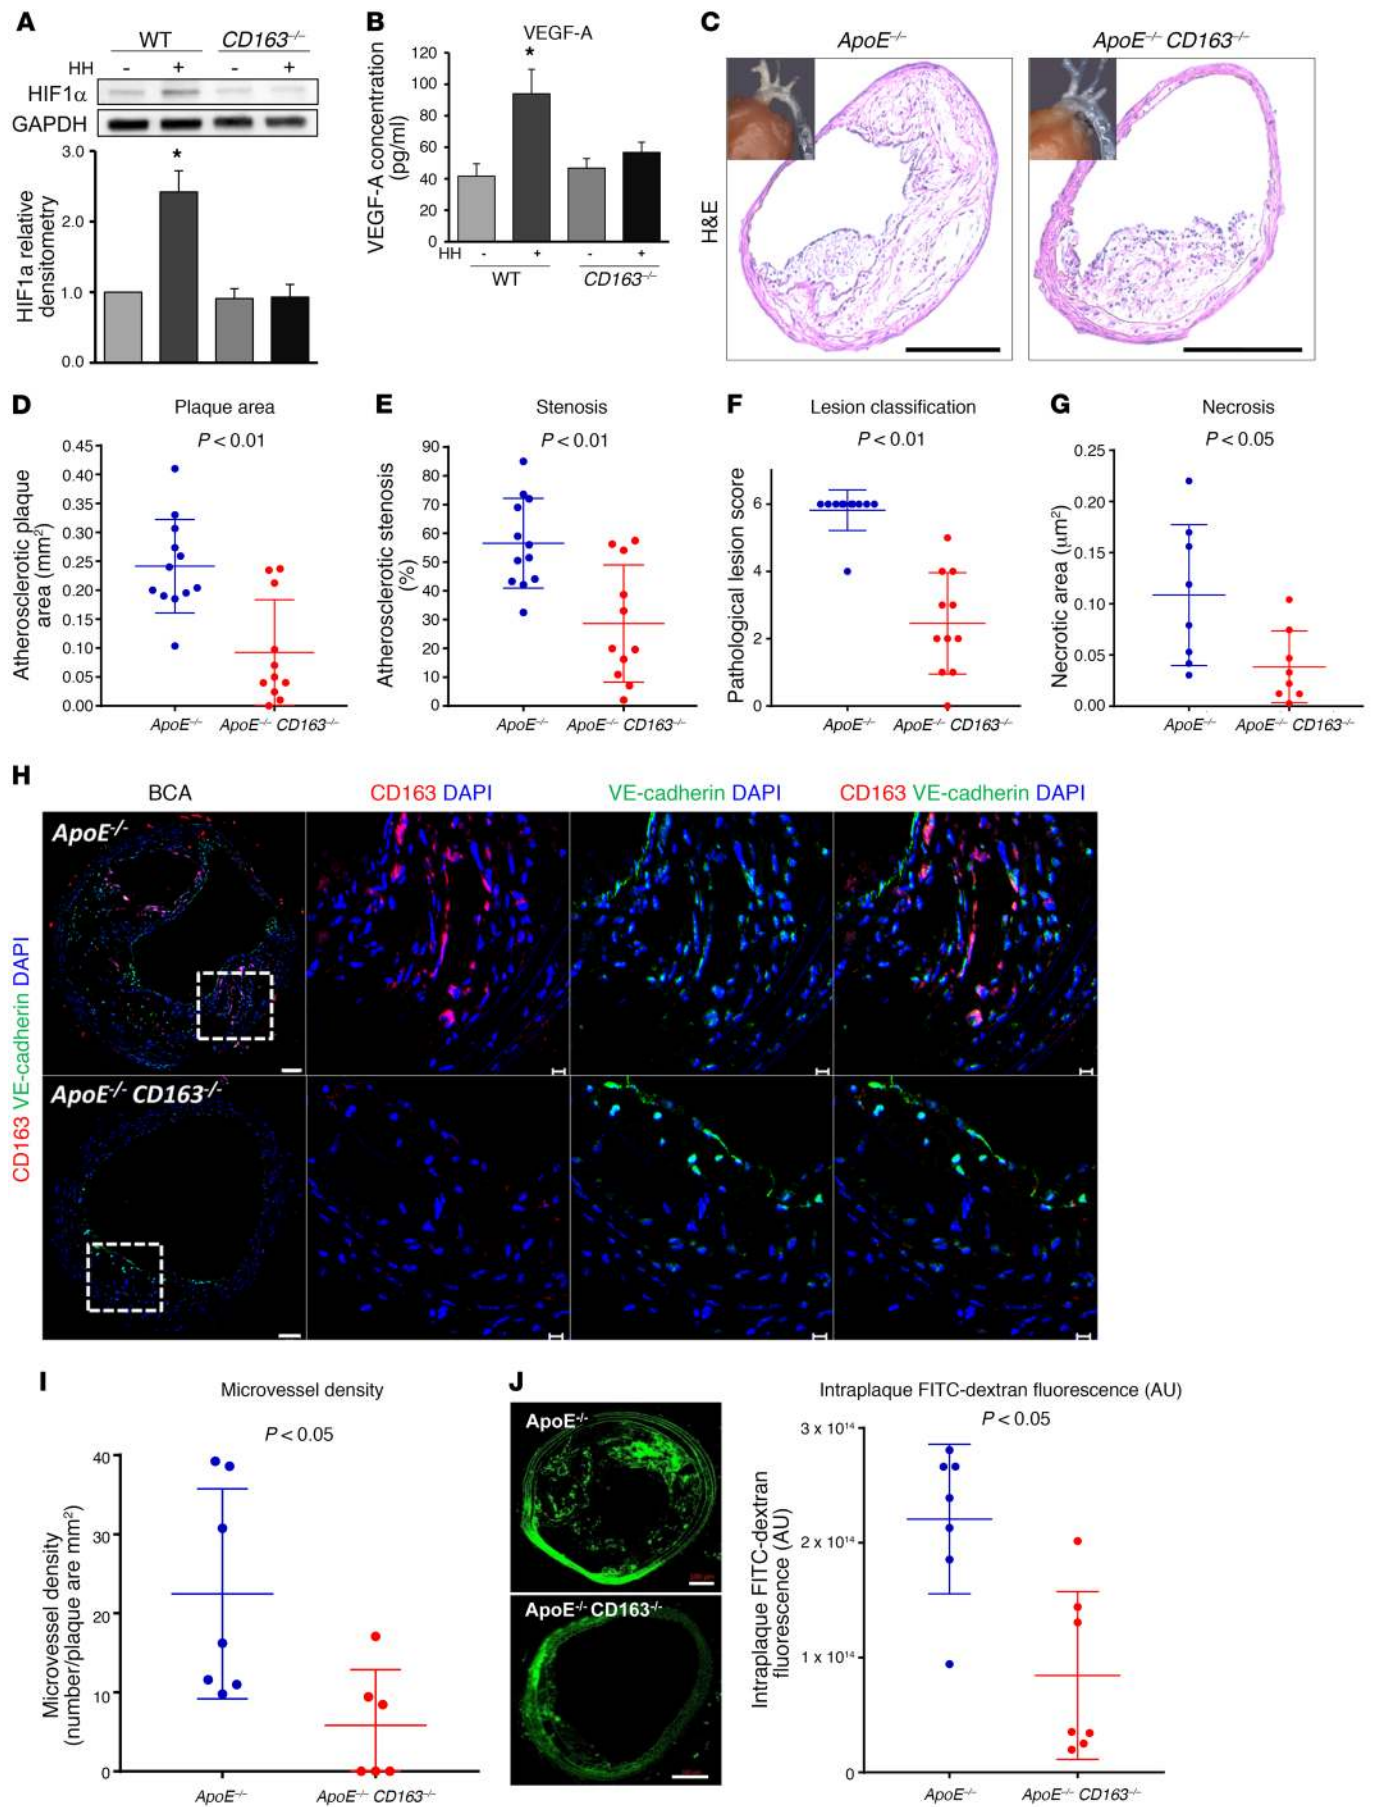 A
WT CD163–/–
HH - + - +
HIF1α
GAPDH
3.0
2.0
1.0
0.0
HIF1a relative
densitometry
*
B
VEGF-A
120
100
80
60
40
20
0
VEGF-A concentration
(pg/ml)
*
HH - + - +
WT CD163–/–
C
ApoE–/– ApoE–/– CD163–/–
H&E
D
Plaque area
P < 0.01
0.45
0.40
0.35
0.30
0.25
0.20
0.15
0.10
0.05
0.00
Atherosclerotic plaque
area (mm²)
ApoE–/– ApoE–/– CD163–/–
E
Stenosis
P < 0.01
90
80
70
60
50
40
30
20
10
0
Atherosclerotic stenosis
(%)
ApoE–/– ApoE–/– CD163–/–
F
Lesion classification
P < 0.01
6
4
2
0
Pathological lesion score
ApoE–/– ApoE–/– CD163–/–
G
Necrosis
P < 0.05
0.25
0.20
0.15
0.10
0.05
0.00
Necrotic area (μm²)
ApoE–/– ApoE–/– CD163–/–
H
BCA CD163 DAPI VE-cadherin DAPI CD163 VE-cadherin DAPI
CD163 VE-cadherin DAPI
ApoE-/-
ApoE-/- CD163-/-
I
Microvessel density
P < 0.05
40
30
20
10
0
Microvessel density
(number/plaque are mm²)
ApoE–/– ApoE–/– CD163–/–
J
ApoE-/-
ApoE-/- CD163-/-
Intraplaque FITC-dextran fluorescence (AU)
P < 0.05
3 x 10¹⁴
2 x 10¹⁴
1 x 10¹⁴
0
Intraplaque FITC-dextran
fluorescence (AU)
ApoE–/– ApoE–/– CD163–/–